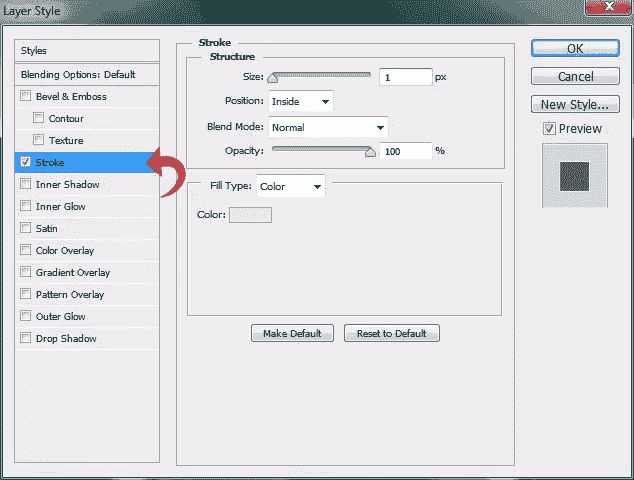 Layer Style
Styles
Blending Options: Default
Bevel & Emboss
Contour
Texture
Stroke
Inner Shadow
Inner Glow
Satin
Color Overlay
Gradient Overlay
Pattern Overlay
Outer Glow
Drop Shadow
Stroke
Structure
Size: 1 px
Position: Inside
Blend Mode: Normal
Opacity: 100 %
Fill Type: Color
Color:
Make Default Reset to Default
OK
Cancel
New Style...
Preview